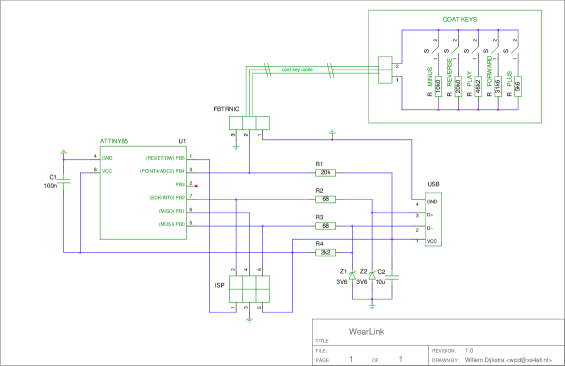 COAT KEYS
S 2 1 S 2 1 S 2 1 S 2 1 S 2 1
MINUS REVERSE PLAY FORWARD PLUS
R 10k0 R 20k0 R 46k2 R 31k6 R 5k6
2
1
coat key cable
FBTRNIC
3 2 1
ATTINY85 U1
4 GND (RESET/DW) PB5 1
8 VCC (PCINT4/ADC2) PB4 3
PB3 2
(SCK/INT0) PB2 7
(MISO) PB1 6
(MOSI) PB0 5
C1
100n
R1
20k
R2
68
R3
68
R4
2k2
USB
4 GND
3 D+
2 D-
1 VCC
Z1
3V6
Z2
3V6
C2
10u
ISP
2 4 6
1 3 5
WearLink
TITLE
FILE: REVISION: 1.0
PAGE 1 OF 1 DRAWN BY: Willem Dijkstra <wpd@xs4all.nl>